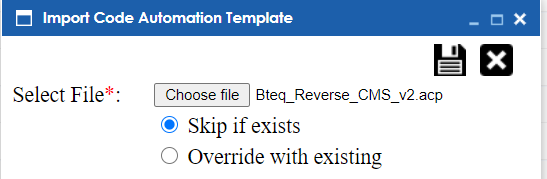 Import Code Automation Template
Select File*: Choose file Bteq_Reverse_CMS_v2.acp
Skip if exists
Override with existing